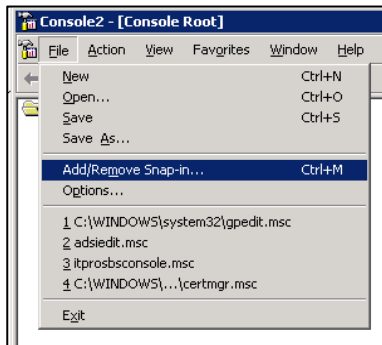 Console2 - [Console Root]
File Action View Favorites Window Help
New Ctrl+N
Open... Ctrl+O
Save Ctrl+S
Save As...
Add/Remove Snap-in... Ctrl+M
Options...
1 C:\WINDOWS\system32\gpedit.msc
2 adsiedit.msc
3 itprosbsconsole.msc
4 C:\WINDOWS\...\certmgr.msc
Exit